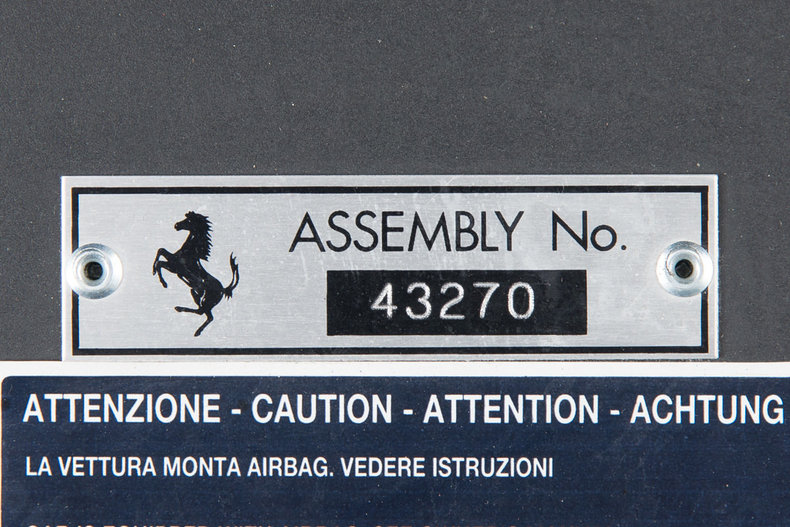 ASSEMBLY No.
43270
ATTENZIONE - CAUTION - ATTENTION - ACHTUNG
LA VETTURA MONTA AIRBAG. VEDERE ISTRUZIONI